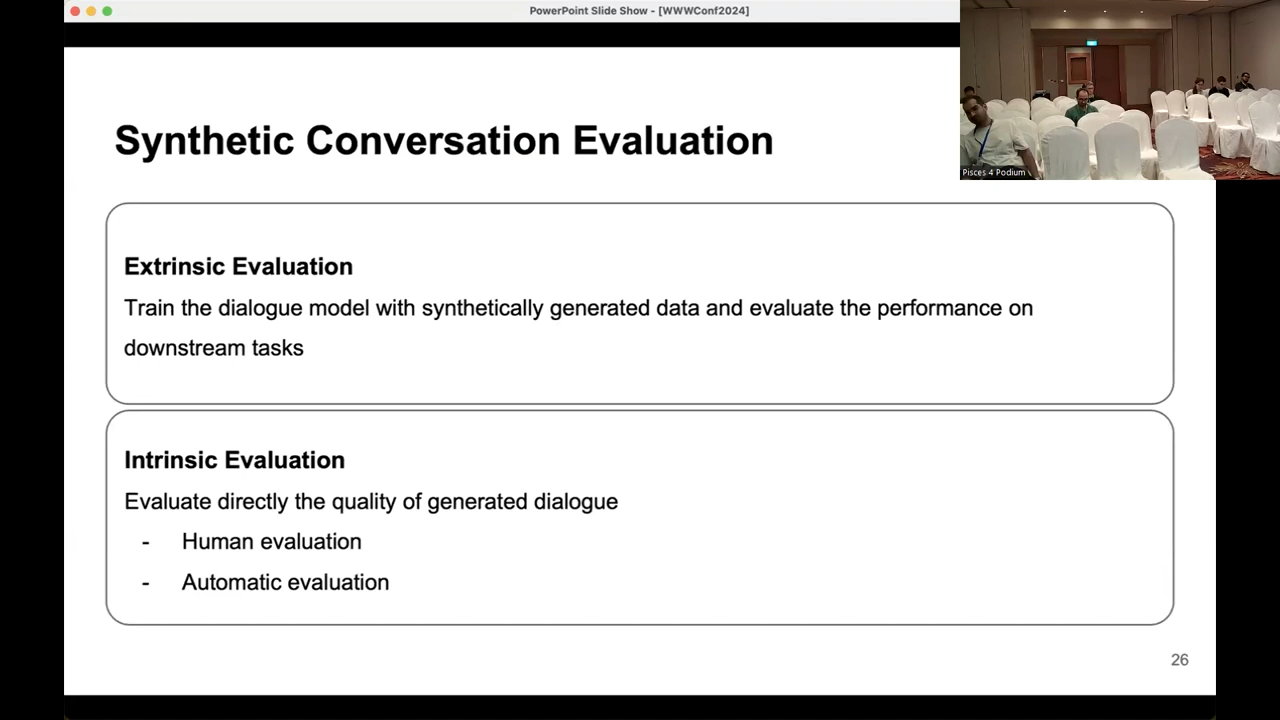 PowerPoint Slide Show - [WWWConf2024]
Pisces 4 Podium
Synthetic Conversation Evaluation
Extrinsic Evaluation
Train the dialogue model with synthetically generated data and evaluate the performance on
downstream tasks
Intrinsic Evaluation
Evaluate directly the quality of generated dialogue
- Human evaluation
- Automatic evaluation
26